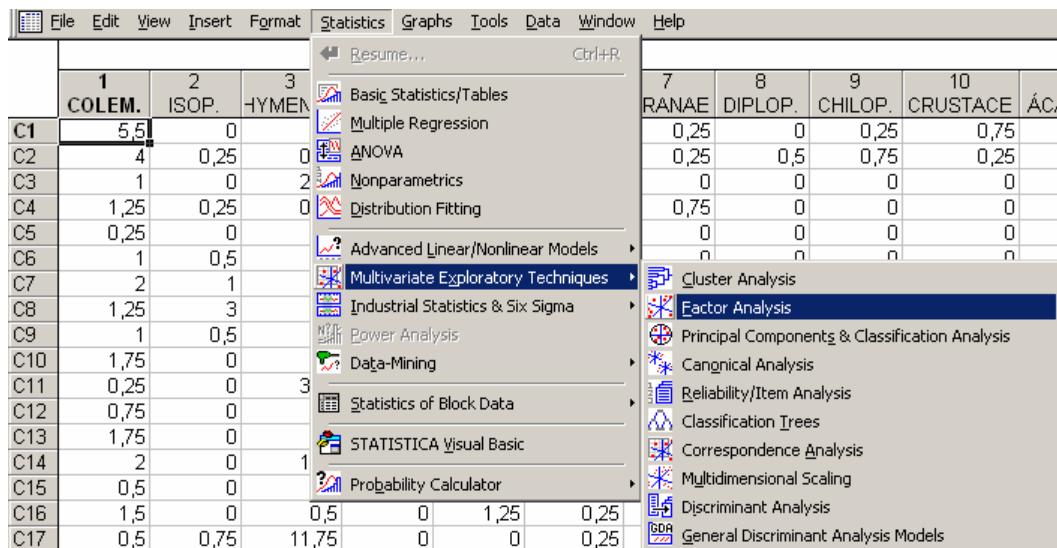 File Edit View Insert Format Statistics Graphs Tools Data Window Help
Resume... Ctrl+R
1 2 3 7 8 9 10
COLEM. ISOP. HYMEN RANAE DIPLOP. CHILOP. CRUSTACE ÁCA
Basic Statistics/Tables
C1 5,5 0 0,25 0 0,25 0,75
Multiple Regression
C2 4 0,25 0 0,25 0,5 0,75 0,25
ANOVA
C3 1 0 2 0 0 0 0
Nonparametrics
C4 1,25 0,25 0 0,75 0 0 0
Distribution Fitting
C5 0,25 0 0 0 0 0
Advanced Linear/Nonlinear Models
C6 1 0,5 0 0 0 0
C7 2 1
Multivariate Exploratory Techniques
Cluster Analysis
C8 1,25 3
Industrial Statistics & Six Sigma
Factor Analysis
C9 1 0,5
Power Analysis
Principal Components & Classification Analysis
C10 1,75 0
Data-Mining
Canonical Analysis
C11 0,25 0 3
Reliability/Item Analysis
C12 0,75 0
Statistics of Block Data
Classification Trees
C13 1,75 0
STATISTICA Visual Basic
Correspondence Analysis
C14 2 0 1
Multidimensional Scaling
C15 0,5 0
Probability Calculator
Discriminant Analysis
C16 1,5 0 0,5 0 1,25 0,25
GDA General Discriminant Analysis Models
C17 0,5 0,75 11,75 0 0 0,25